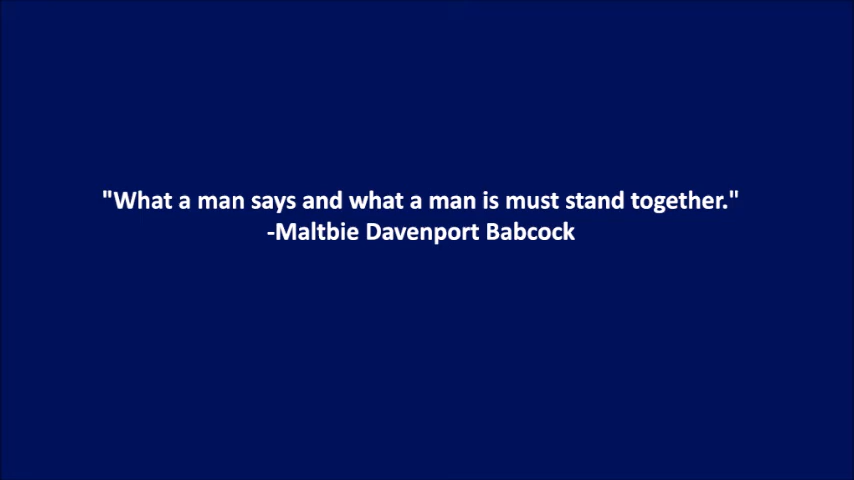 "What a man says and what a man is must stand together."
-Maltbie Davenport Babcock